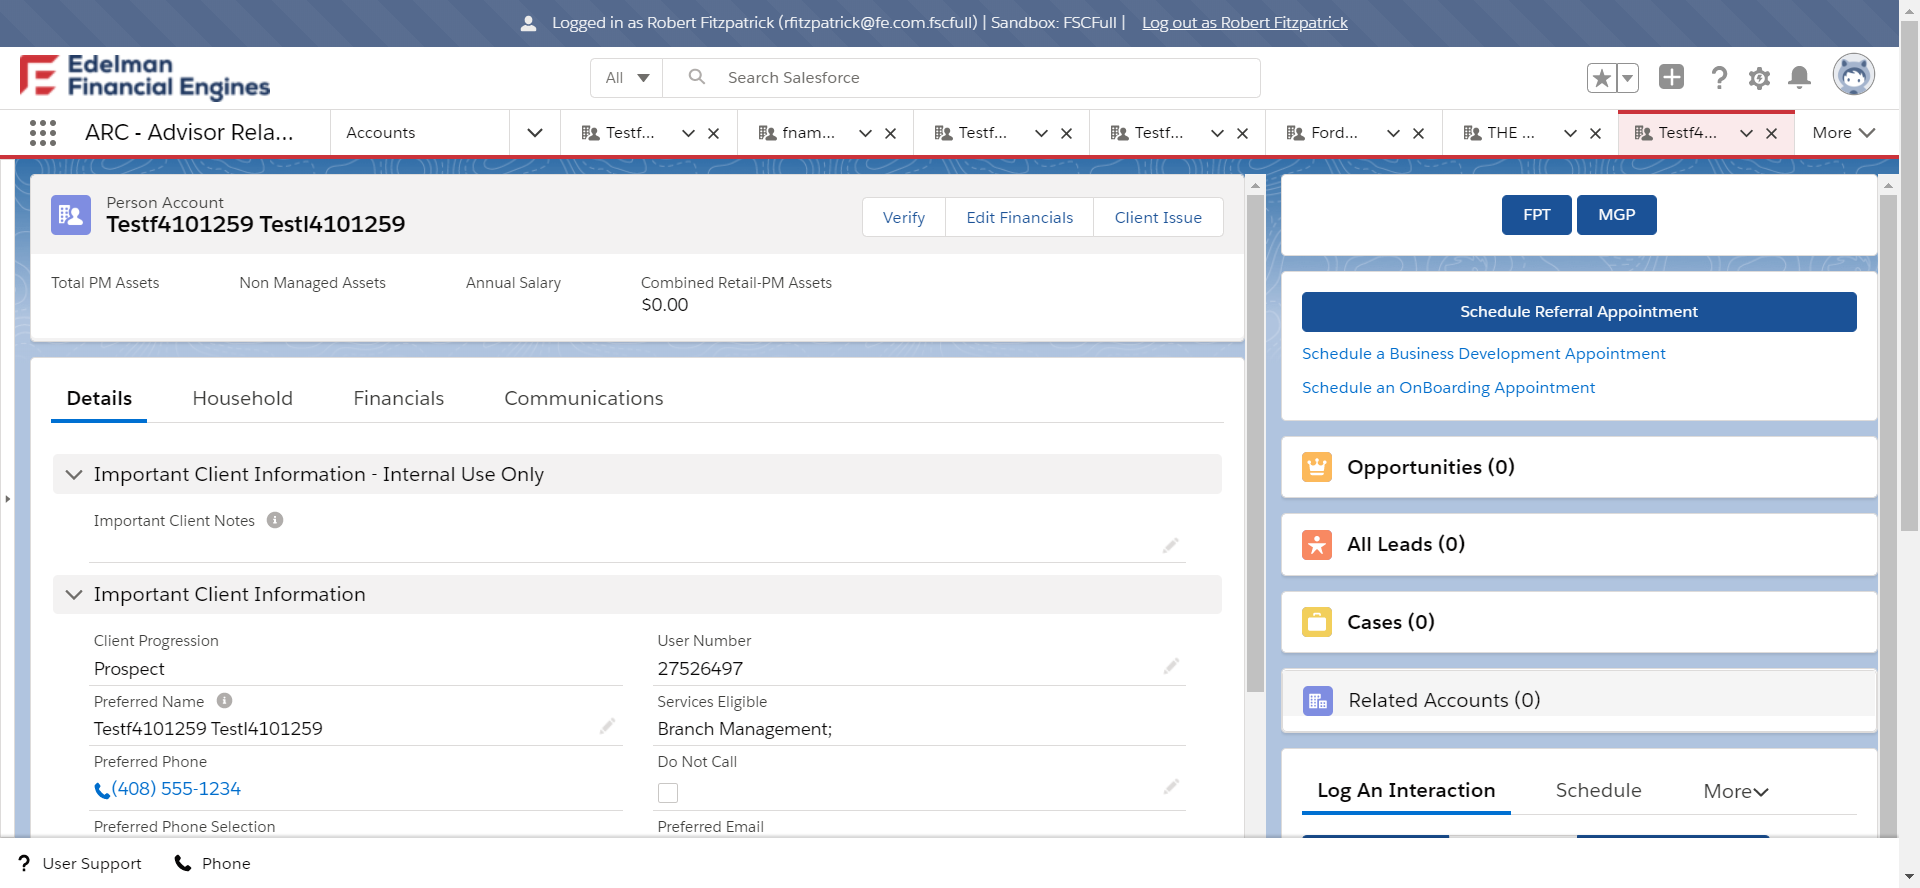 Logged in as Robert Fitzpatrick (rfitzpatrick@fe.com.fscfull) | Sandbox: FSCFull | Log out as Robert Fitzpatrick
Edelman
Financial Engines
All
Search Salesforce
ARC - Advisor Rela...
Accounts
Testf...
fnam...
Testf...
Testf...
Ford...
THE ...
Testf4...
More
Person Account
Testf4101259 Testl4101259
Verify
Edit Financials
Client Issue
Total PM Assets
Non Managed Assets
Annual Salary
Combined Retail-PM Assets
$0.00
Details
Household
Financials
Communications
Important Client Information - Internal Use Only
Important Client Notes
Important Client Information
Client Progression
Prospect
User Number
27526497
Preferred Name
Testf4101259 Testl4101259
Services Eligible
Branch Management;
Preferred Phone
(408) 555-1234
Do Not Call
Preferred Phone Selection
Preferred Email
FPT
MGP
Schedule Referral Appointment
Schedule a Business Development Appointment
Schedule an OnBoarding Appointment
Opportunities (0)
All Leads (0)
Cases (0)
Related Accounts (0)
Log An Interaction
Schedule
More
User Support
Phone